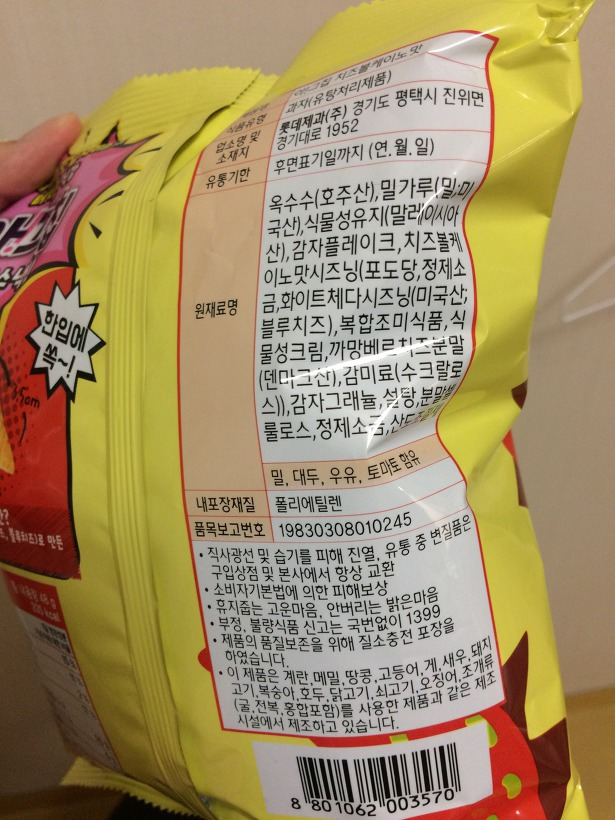 치즈볼케이노맛
식품유형 과자(유탕처리제품)
업소명 및 소재지 롯데제과(주) 경기도 평택시 진위면
경기대로 1952
유통기한 후면표기일까지 (연.월.일)
원재료명
옥수수(호주산),밀가루(밀:미
국산),식물성유지(말레이시아
산),감자플레이크,치즈볼케
이노맛시즈닝(포도당,정제소
금,화이트체다시즈닝(미국산;
블루치즈),복합조미식품,식
물성크림,까망베르치즈분말
(덴마크산),감미료(수크랄로
스)),감자그래뉼,설탕,분말셀
룰로스,정제소금,산도조절제
밀, 대두, 우유, 토마토 함유
내포장재질 폴리에틸렌
품목보고번호 19830308010245
• 직사광선 및 습기를 피해 진열, 유통 중 변질품은
구입상점 및 본사에서 항상 교환
• 소비자기본법에 의한 피해보상
• 휴지줍는 고운마음, 안버리는 밝은마음
• 부정, 불량식품 신고는 국번없이 1399
• 제품의 품질보존을 위해 질소충전 포장을
하였습니다.
• 이 제품은 계란,메밀,땅콩,고등어,게,새우,돼지
고기,복숭아,호두,닭고기,쇠고기,오징어,조개류
(굴,전복,홍합포함)를 사용한 제품과 같은 제조
시설에서 제조하고 있습니다.
8 801062 003570
한입에
쏙~!